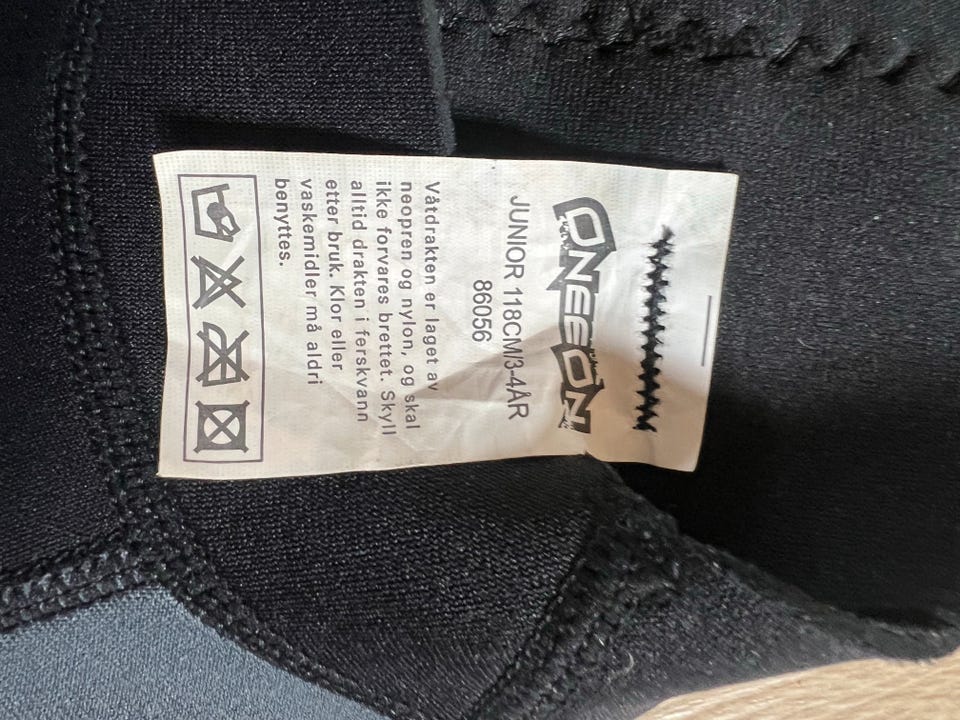 ONEEON
JUNIOR 118CM/3-4ÅR
86056
Våtdrakten er laget av
neopren og nylon, og skal
ikke forvares brettet. Skyll
alltid drakten i ferskvann
etter bruk. Klor eller
vaskemidler må aldri
benyttes.